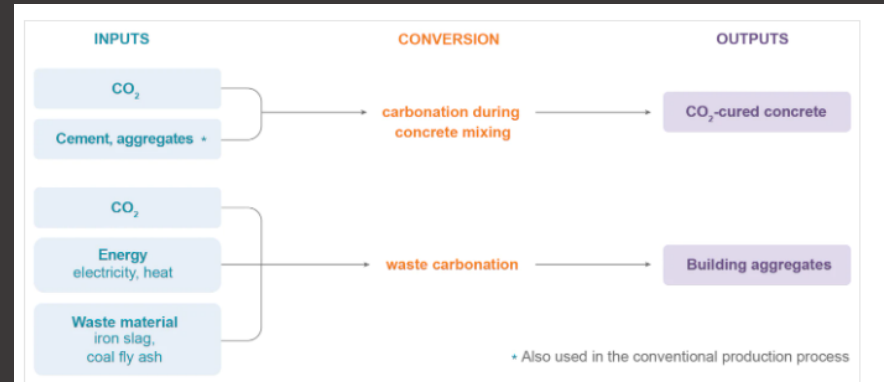 INPUTS
CONVERSION
OUTPUTS
CO₂
Cement, aggregates *
carbonation during
concrete mixing
CO₂-cured concrete
CO₂
Energy
electricity, heat
Waste material
iron slag,
coal fly ash
waste carbonation
Building aggregates
* Also used in the conventional production process